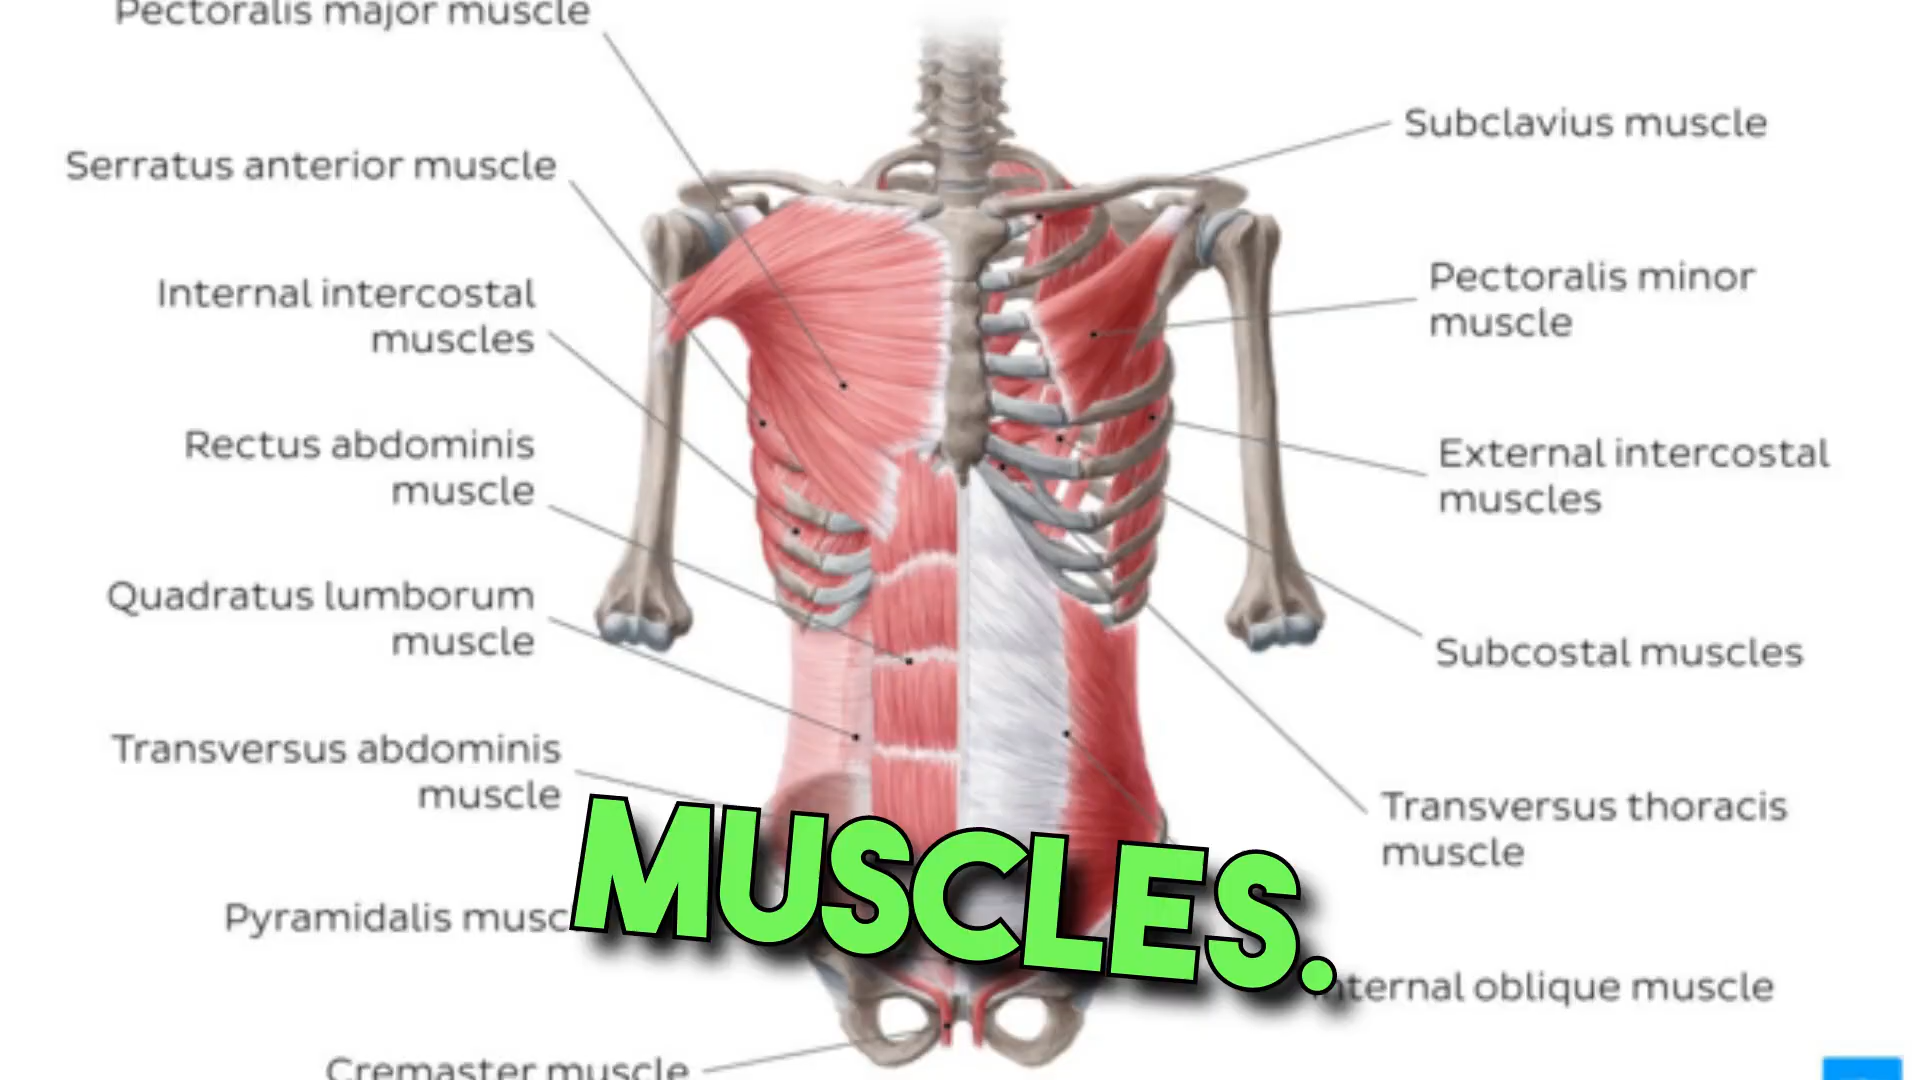 Pectoralis major muscle
Serratus anterior muscle
Internal intercostal
muscles
Rectus abdominis
muscle
Quadratus lumborum
muscle
Transversus abdominis
muscle
Pyramidalis musc
Cremaster muscle
MUSCLES.
Subclavius muscle
Pectoralis minor
muscle
External intercostal
muscles
Subcostal muscles
Transversus thoracis
muscle
nternal oblique muscle